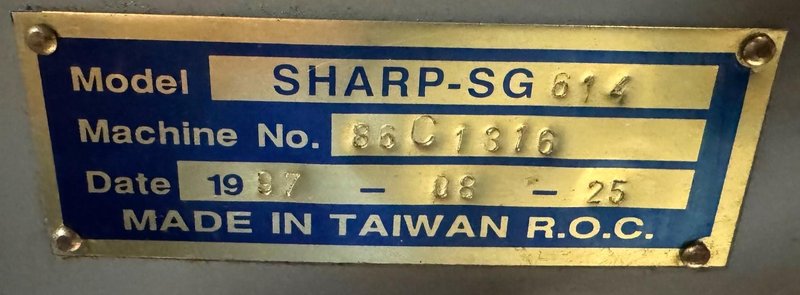 Model SHARP-SG 614
Machine No. 86C1316
Date 1997 - 08 - 25
MADE IN TAIWAN R.O.C.